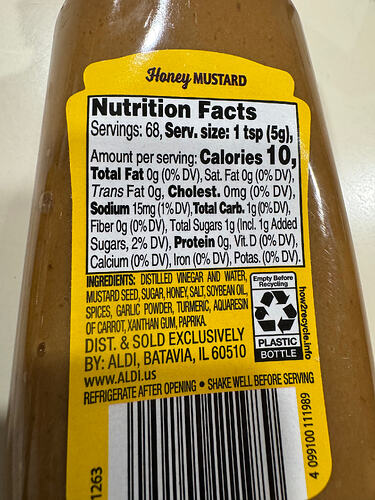 Honey MUSTARD
Nutrition Facts
Servings: 68, Serv. size: 1 tsp (5g),
Amount per serving: Calories 10,
Total Fat 0g (0% DV), Sat. Fat 0g (0% DV),
Trans Fat 0g, Cholest. 0mg (0% DV),
Sodium 15mg (1% DV), Total Carb. 1g (0% DV),
Fiber 0g (0% DV), Total Sugars 1g (Incl. 1g Added
Sugars, 2% DV), Protein 0g, Vit. D (0% DV),
Calcium (0% DV), Iron (0% DV), Potas. (0% DV).
INGREDIENTS: DISTILLED VINEGAR AND WATER,
MUSTARD SEED, SUGAR, HONEY, SALT, SOYBEAN OIL,
SPICES, GARLIC POWDER, TURMERIC, AQUARESIN
OF CARROT, XANTHAN GUM, PAPRIKA.
DIST. & SOLD EXCLUSIVELY
BY: ALDI, BATAVIA, IL 60510
WWW.ALDI.US
Empty Before
Recycling
PLASTIC
BOTTLE
how2recycle.info
REFRIGERATE AFTER OPENING • SHAKE WELL BEFORE SERVING
1263
4 099100 111989